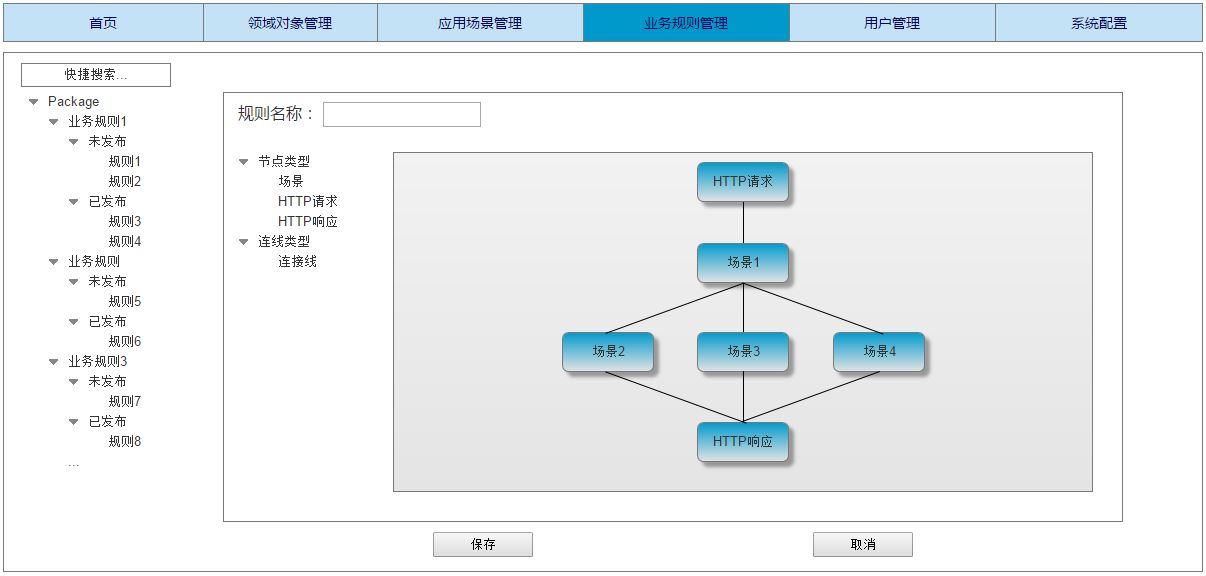 首页 领域对象管理 应用场景管理 业务规则管理 用户管理 系统配置
快捷搜索...
Package
业务规则1
未发布
规则1
规则2
已发布
规则3
规则4
业务规则
未发布
规则5
已发布
规则6
业务规则3
未发布
规则7
已发布
规则8
...
规则名称：
节点类型
场景
HTTP请求
HTTP响应
连线类型
连接线
HTTP请求
场景1
场景2 场景3 场景4
HTTP响应
保存 取消